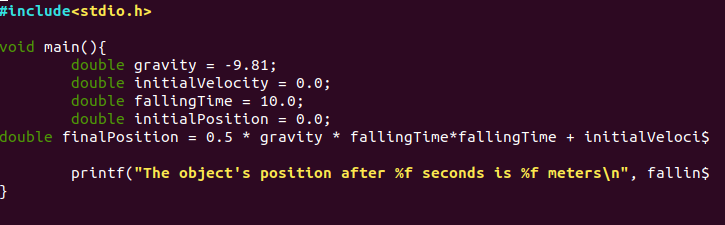 #include<stdio.h>
void main(){
double gravity = -9.81;
double initialVelocity = 0.0;
double fallingTime = 10.0;
double initialPosition = 0.0;
double finalPosition = 0.5 * gravity * fallingTime*fallingTime + initialVeloci$
printf("The object's position after %f seconds is %f meters\n", fallin$
}